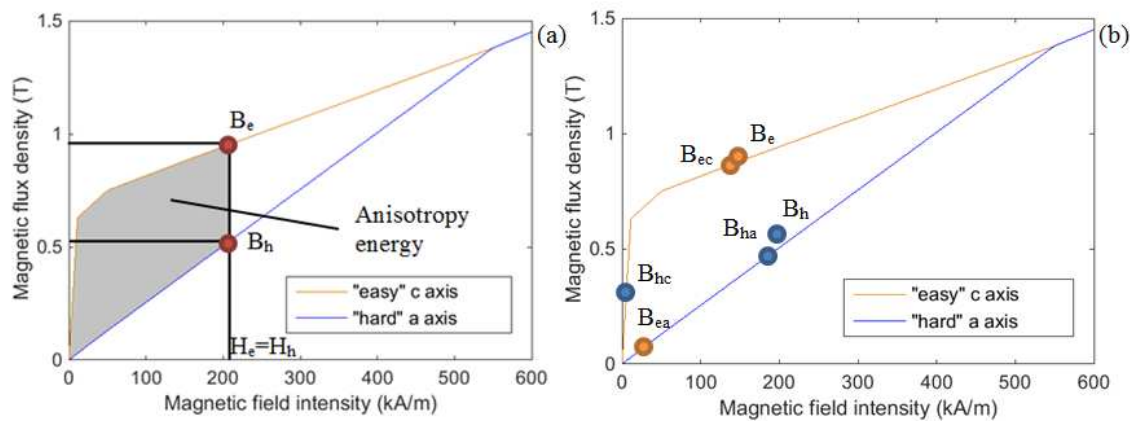 (a)
Magnetic flux density (T)
1.5
1
0.5
0
Bₑ
Bₕ
Anisotropy
energy
"easy" c axis
"hard" a axis
Hₑ=Hₕ
0 100 200 300 400 500 600
Magnetic field intensity (kA/m)
(b)
Magnetic flux density (T)
1.5
1
0.5
0
Bₑ
Bec
Bₕ
Bha
Bhc
Bea
"easy" c axis
"hard" a axis
0 100 200 300 400 500 600
Magnetic field intensity (kA/m)